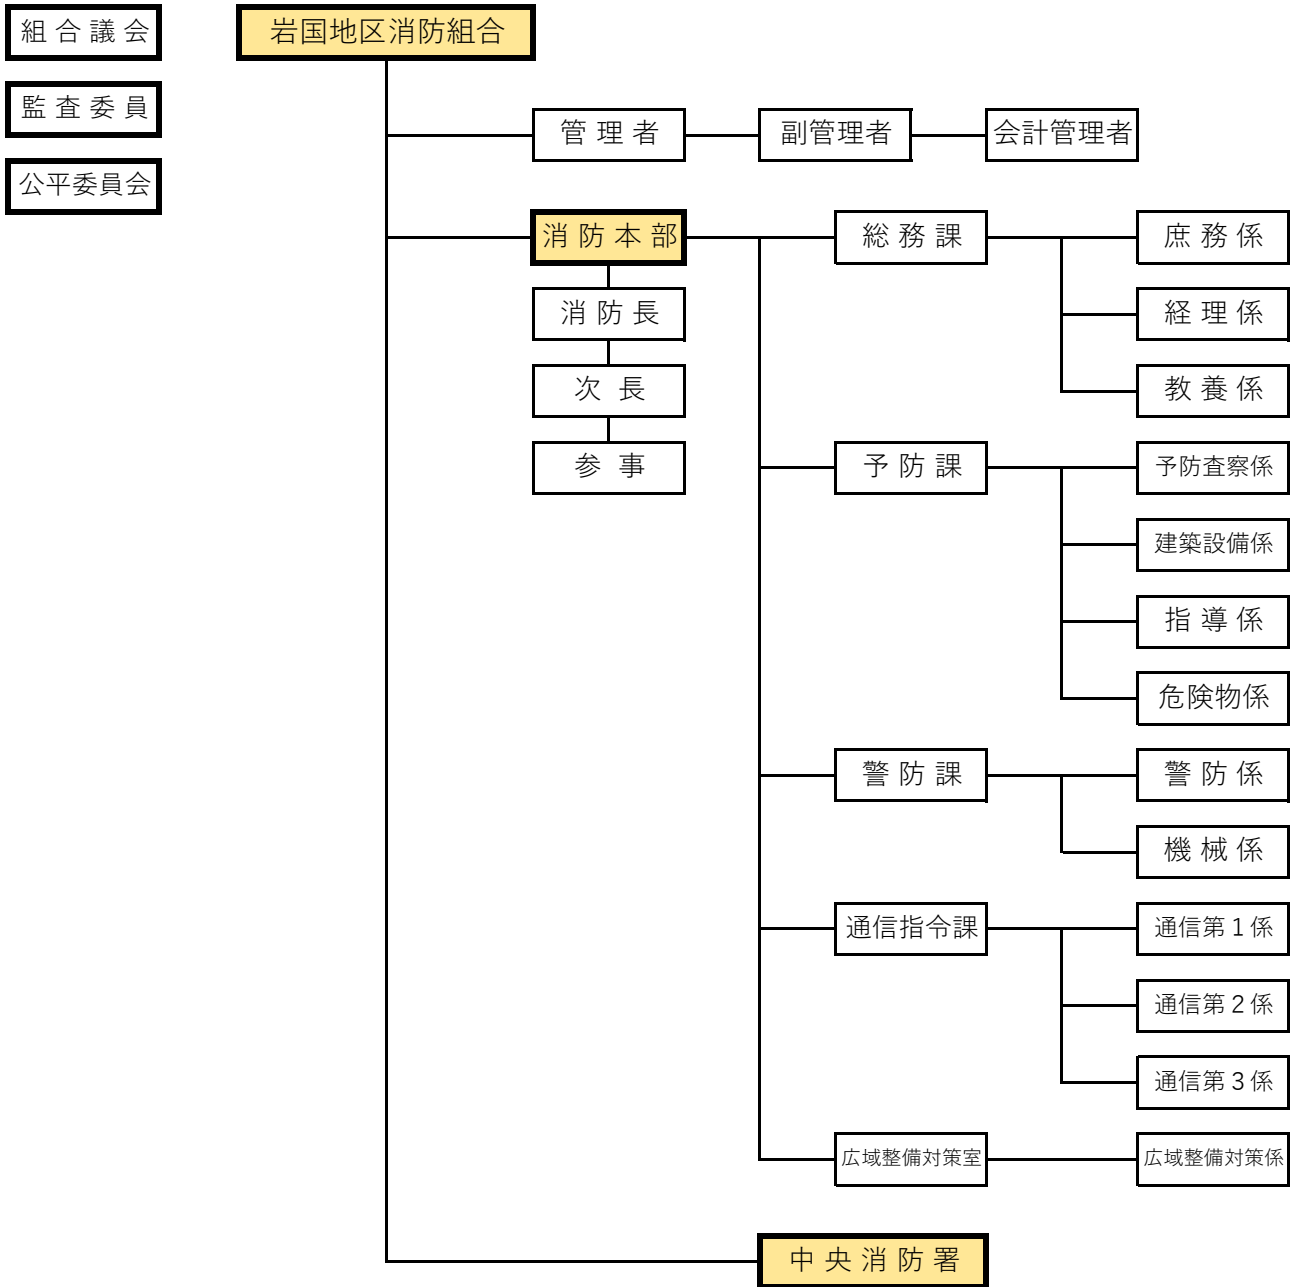 組合議会
岩国地区消防組合
監査委員
管理者
副管理者
会計管理者
公平委員会
消防本部
総務課
庶務係
消防長
経理係
次長
教養係
参事
予防課
予防査察係
建築設備係
指導係
危険物係
警防課
警防係
機械係
通信指令課
通信第1係
通信第2係
通信第3係
広域整備対策室
広域整備対策係
中央消防署